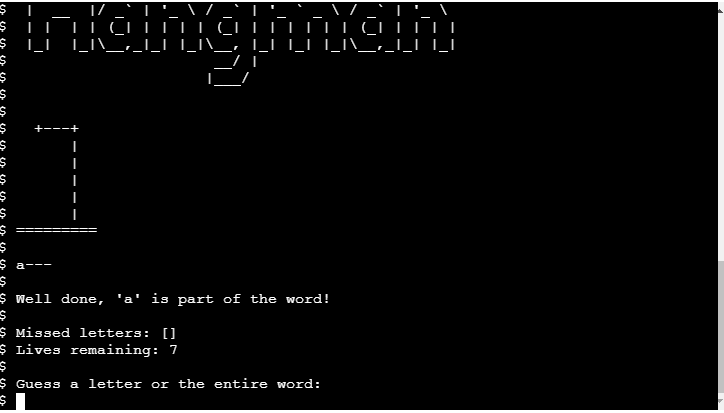 $  |  __  |/ _` | '_ \ / _` | '_ ` _ \ / _` | '_ \
$  | |  | | (_| | | | | (_| | | | | | | (_| | | | |
$  |_|  |_|\__,_|_| |_|\__, |_| |_| |_|\__,_|_| |_|
$                       __/ |
$                      |___/
$
$
$   +---+
$       |
$       |
$       |
$       |
$       |
$ =========
$
$ a---
$
$ Well done, 'a' is part of the word!
$
$ Missed letters: []
$ Lives remaining: 7
$
$ Guess a letter or the entire word:
$